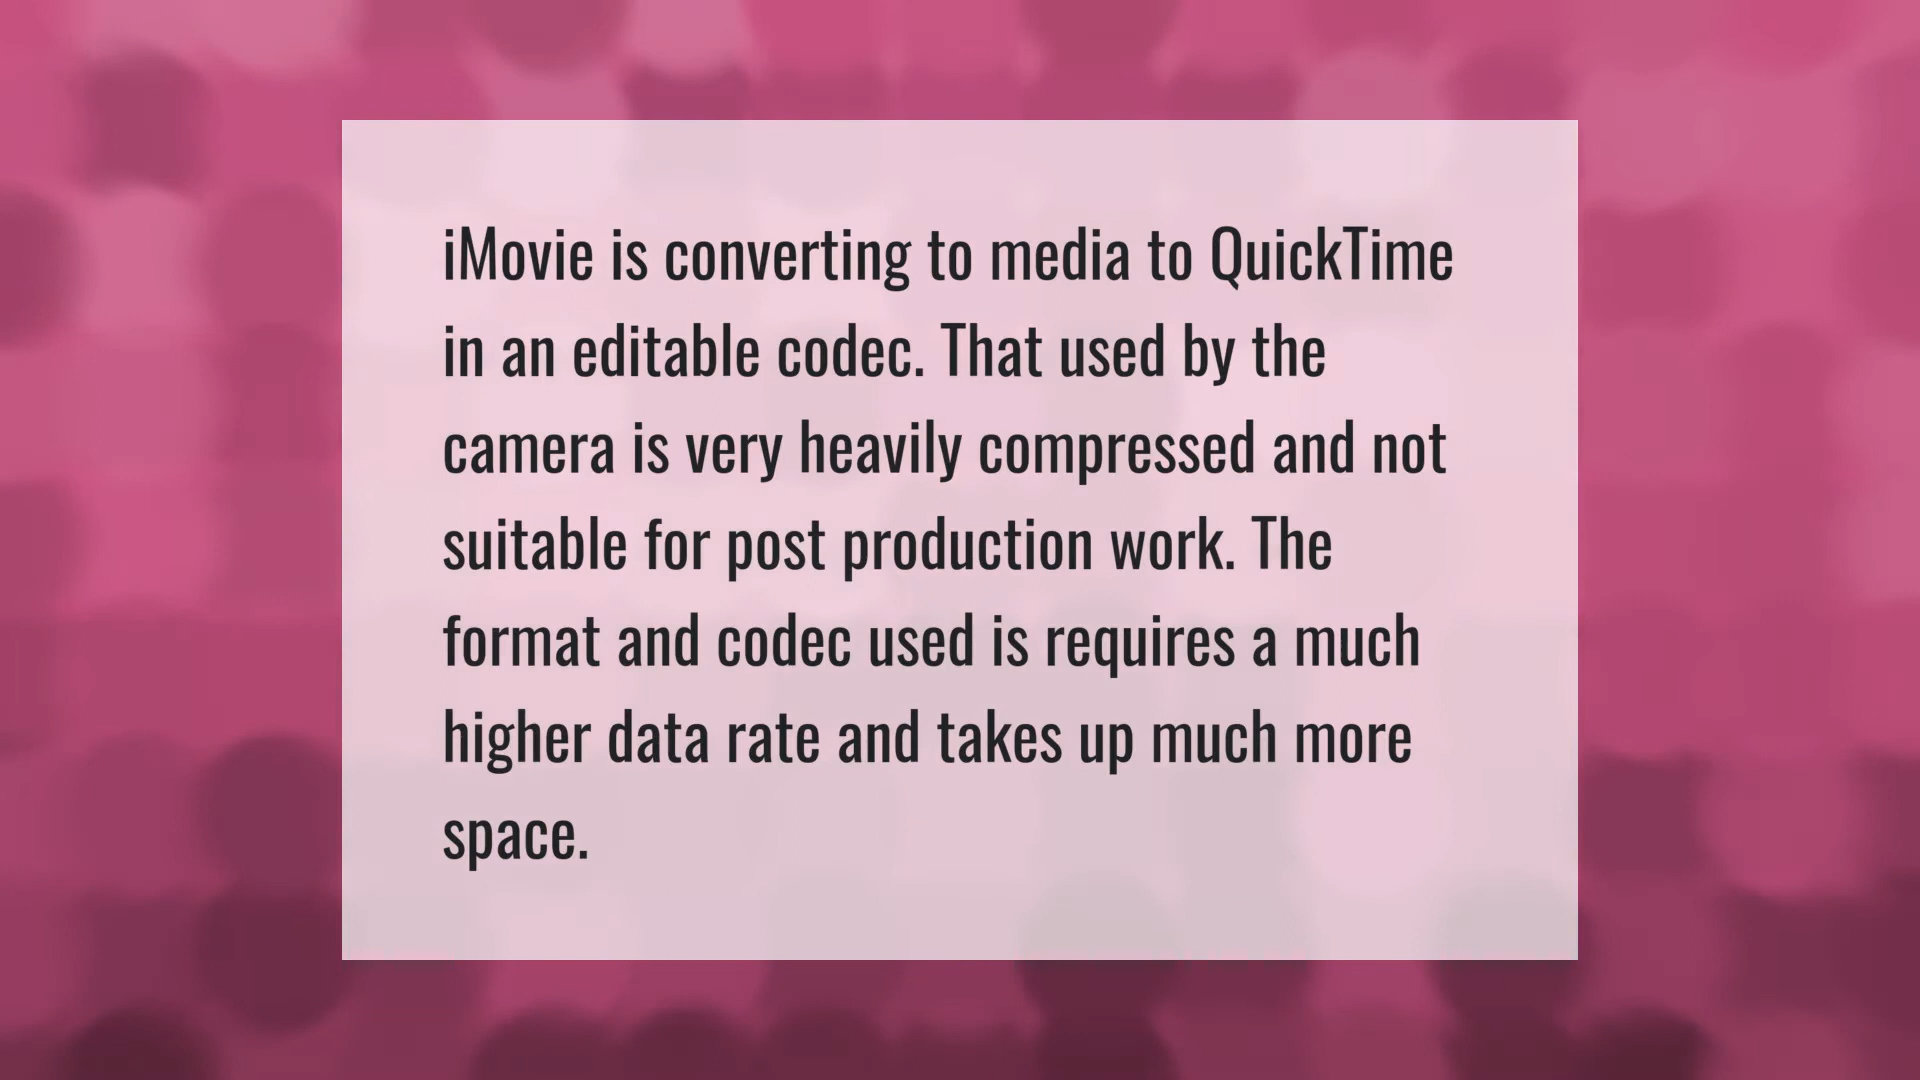 iMovie is converting to media to QuickTime
in an editable codec. That used by the
camera is very heavily compressed and not
suitable for post production work. The
format and codec used is requires a much
higher data rate and takes up much more
space.